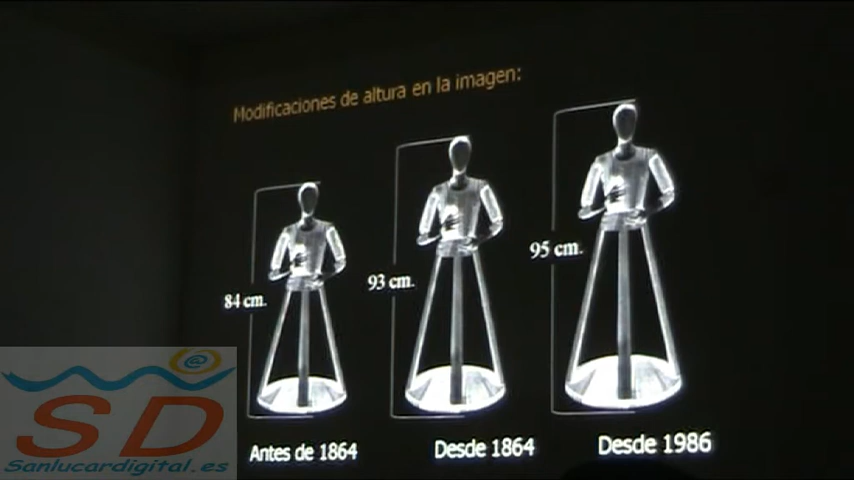 Modificaciones de altura en la imagen:
84 cm.
93 cm.
95 cm.
Antes de 1864
Desde 1864
Desde 1986
@
SD
Sanlucardigital.es